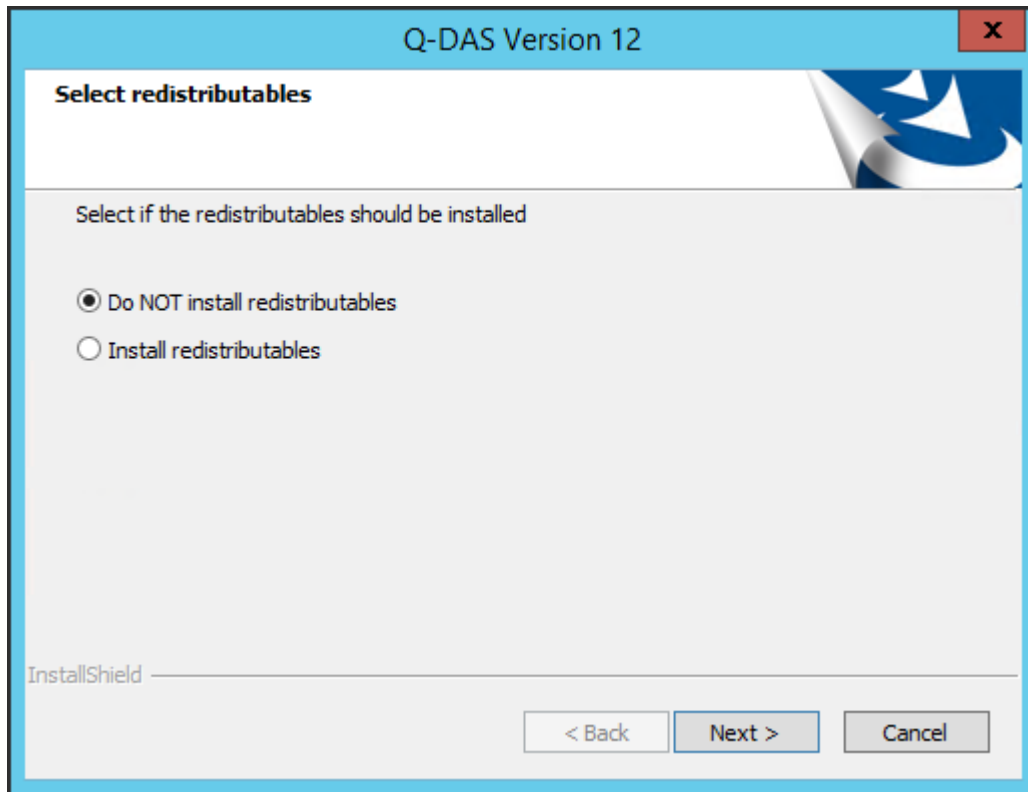 Q-DAS Version 12
x
Select redistributables
Select if the redistributables should be installed
Do NOT install redistributables
Install redistributables
InstallShield
< Back
Next >
Cancel